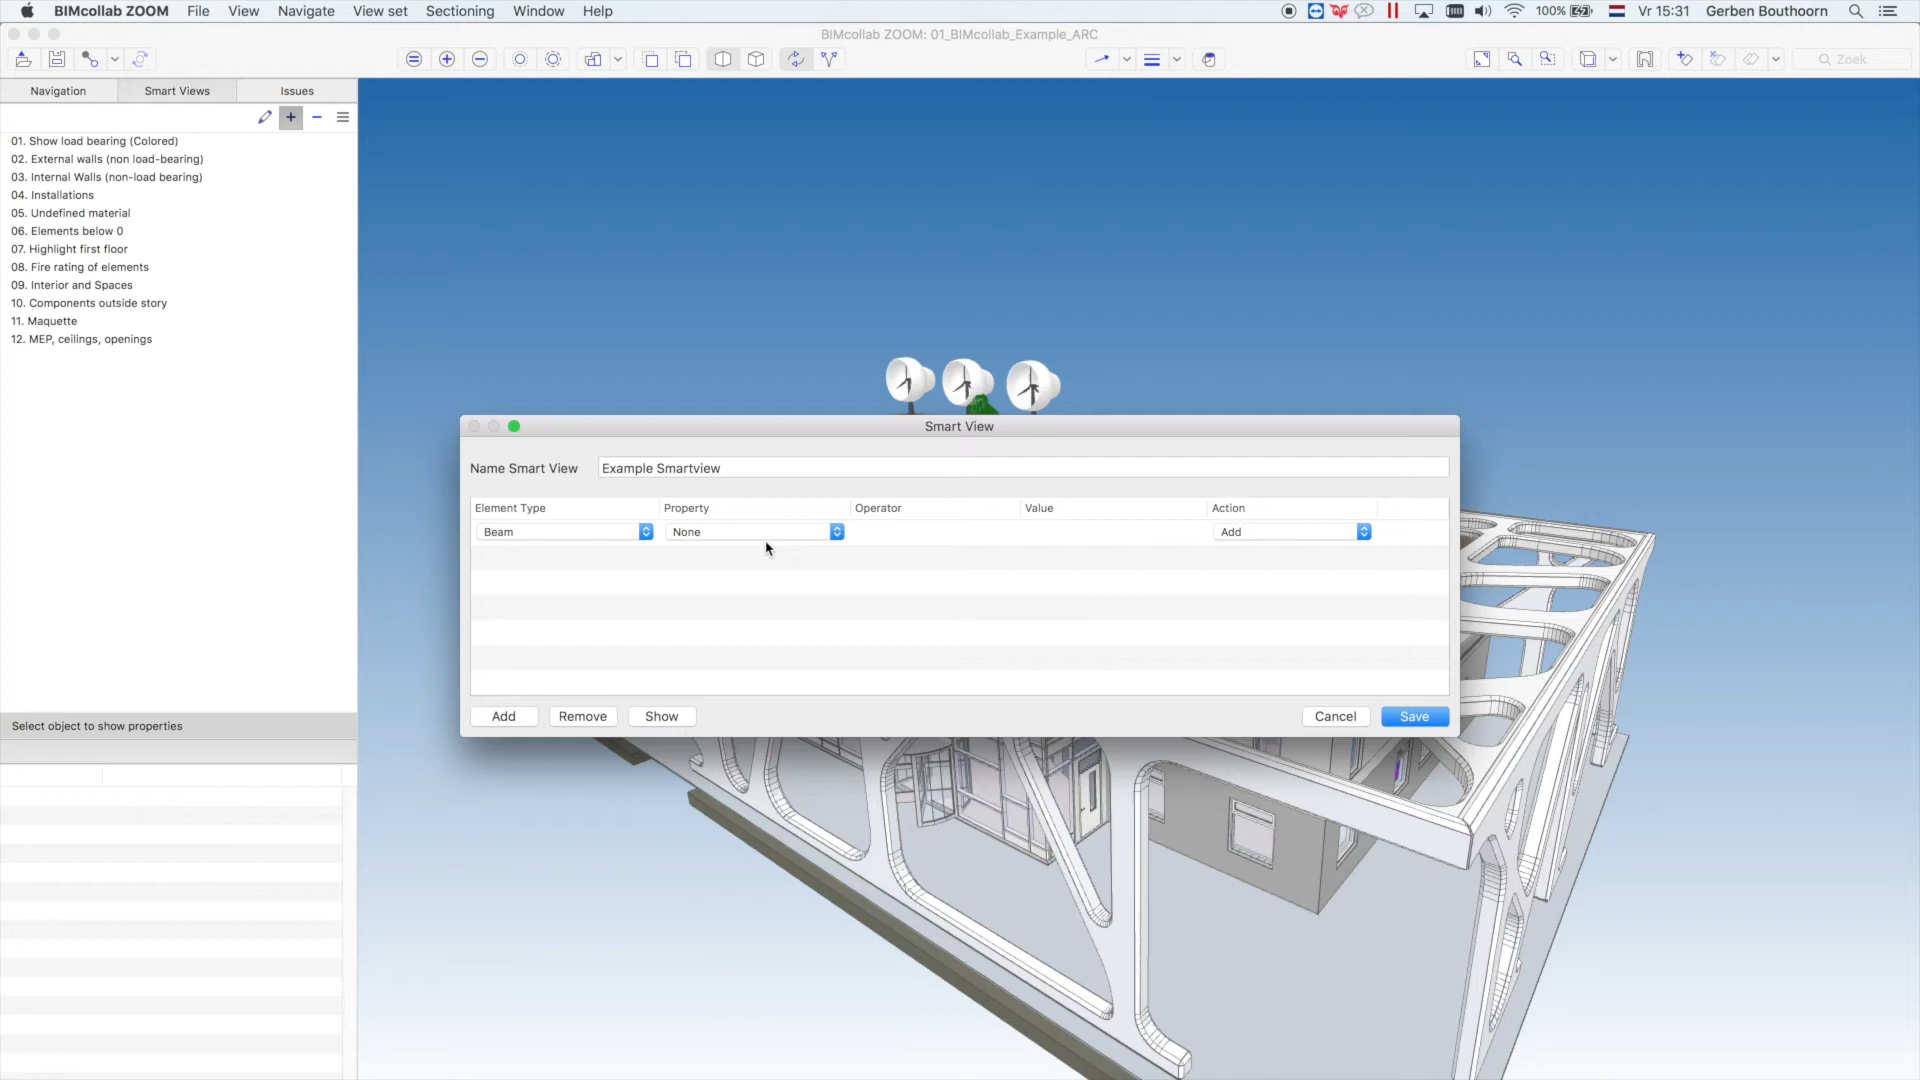 BIMcollab ZOOM File View Navigate View set Sectioning Window Help 100% Vr 15:31 Gerben Bouthoorn
BIMcollab ZOOM: 01_BIMcollab_Example_ARC
Zoek
Navigation Smart Views Issues
01. Show load bearing (Colored)
02. External walls (non load-bearing)
03. Internal Walls (non-load bearing)
04. Installations
05. Undefined material
06. Elements below 0
07. Highlight first floor
08. Fire rating of elements
09. Interior and Spaces
10. Components outside story
11. Maquette
12. MEP, ceilings, openings
Smart View
Name Smart View Example Smartview
Element Type Property Operator Value Action
Beam None Add
Add Remove Show Cancel Save
Select object to show properties